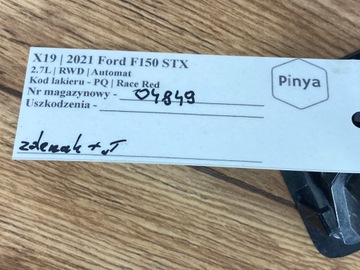 X19 | 2021 Ford F150 STX
2.7L | RWD | Automat
Kod lakieru - PQ | Race Red
Nr magazynowy - 04849
Uszkodzenia -
Pinya